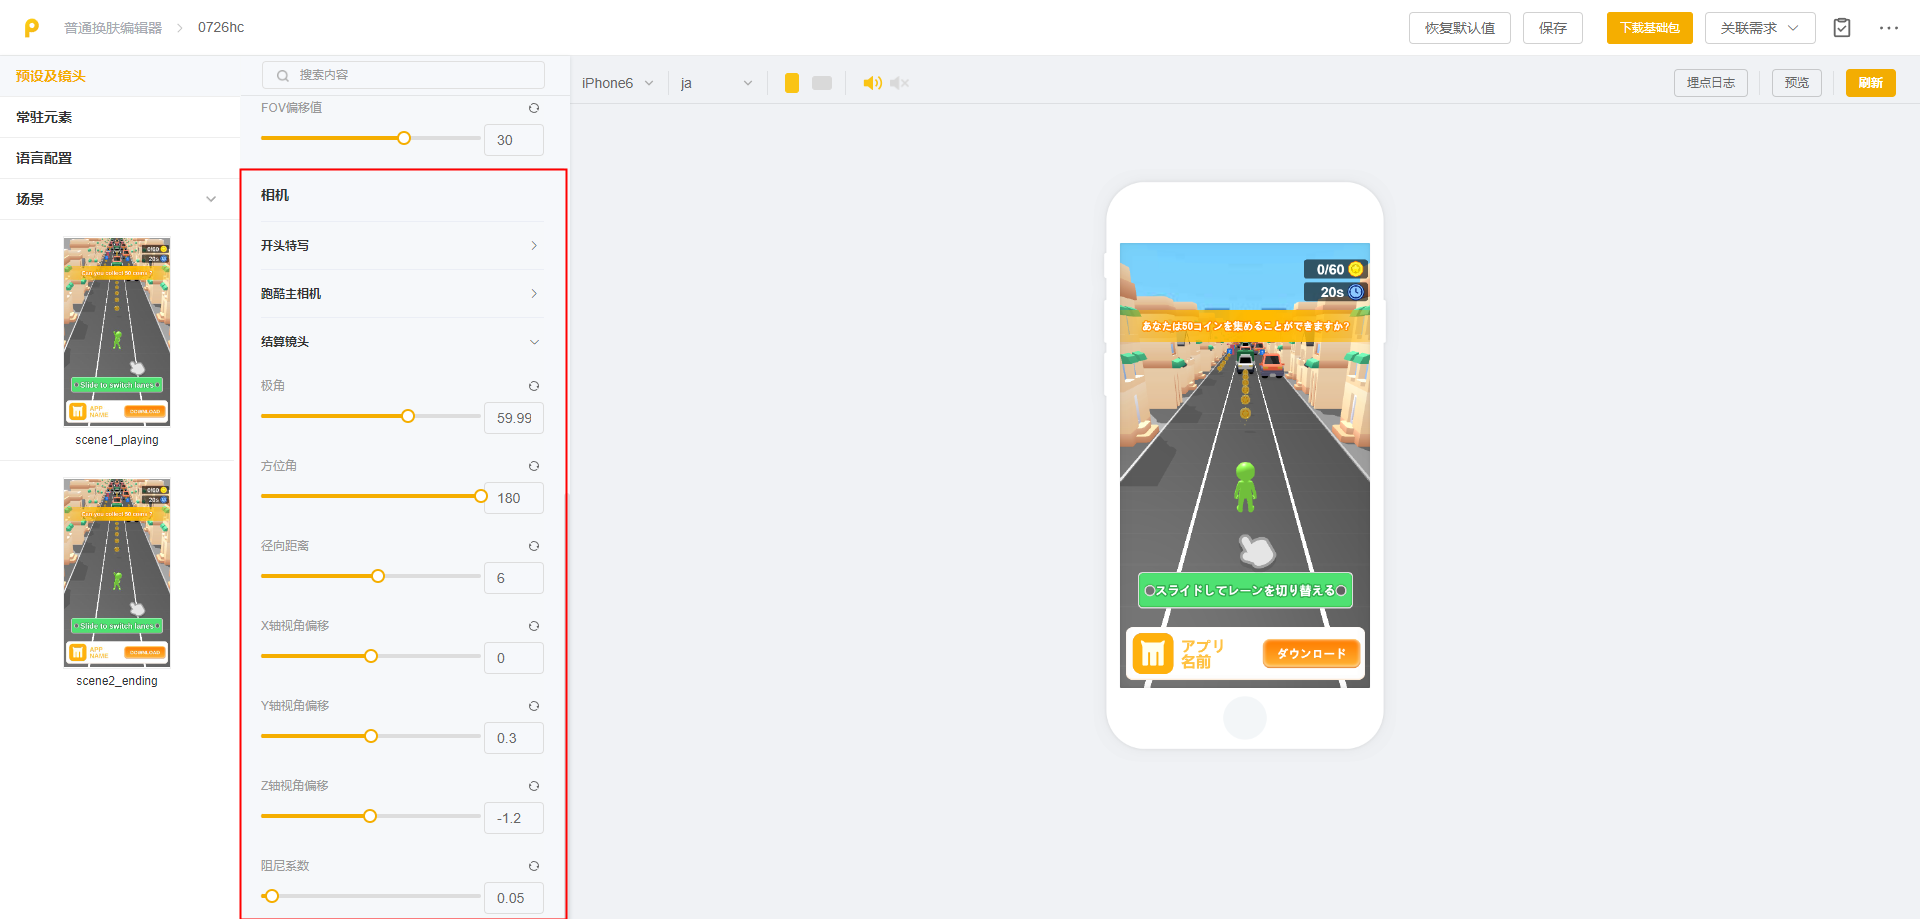 普通换肤编辑器
0726hc
恢复默认值
保存
下载基础包
关联需求
预设及镜头
常驻元素
语言配置
场景
0/60
20s
Can you collect 50 coins ?
Slide to switch lanes
APP
NAME
DOWNLOAD
scene1_playing
0/60
20s
Can you collect 50 coins ?
Slide to switch lanes
APP
NAME
DOWNLOAD
scene2_ending
搜索内容
FOV偏移值
30
相机
开头特写
跑酷主相机
结算镜头
极角
59.99
方位角
180
径向距离
6
X轴视角偏移
0
Y轴视角偏移
0.3
Z轴视角偏移
-1.2
阻尼系数
0.05
iPhone6
ja
埋点日志
预览
刷新
0/60
20s
あなたは50コインを集めることができますか?
スライドしてレーンを切り替える
アプリ
名前
ダウンロード